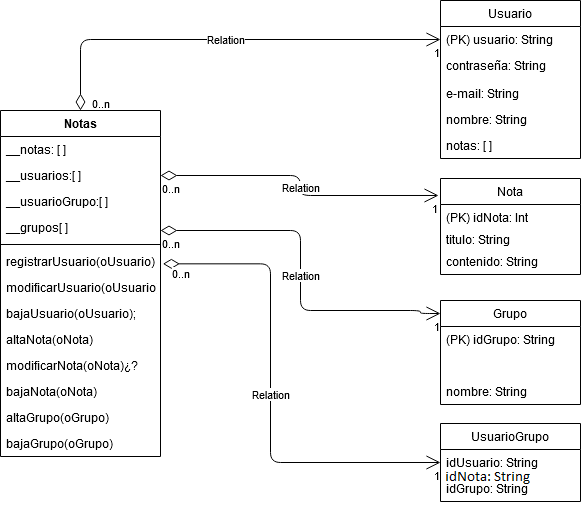 Usuario
(PK) usuario: String
contraseña: String
e-mail: String
nombre: String
notas: [ ]
Relation
1
0..n
Notas
__notas: [ ]
__usuarios:[ ]
__usuarioGrupo:[ ]
__grupos[ ]
registrarUsuario(oUsuario)
modificarUsuario(oUsuario
bajaUsuario(oUsuario);
altaNota(oNota)
modificarNota(oNota)¿?
bajaNota(oNota)
altaGrupo(oGrupo)
bajaGrupo(oGrupo)
0..n
Relation
1
Nota
(PK) idNota: Int
titulo: String
contenido: String
0..n
Relation
1
Grupo
(PK) idGrupo: String
nombre: String
0..n
Relation
1
UsuarioGrupo
idUsuario: String
idNota: String
idGrupo: String